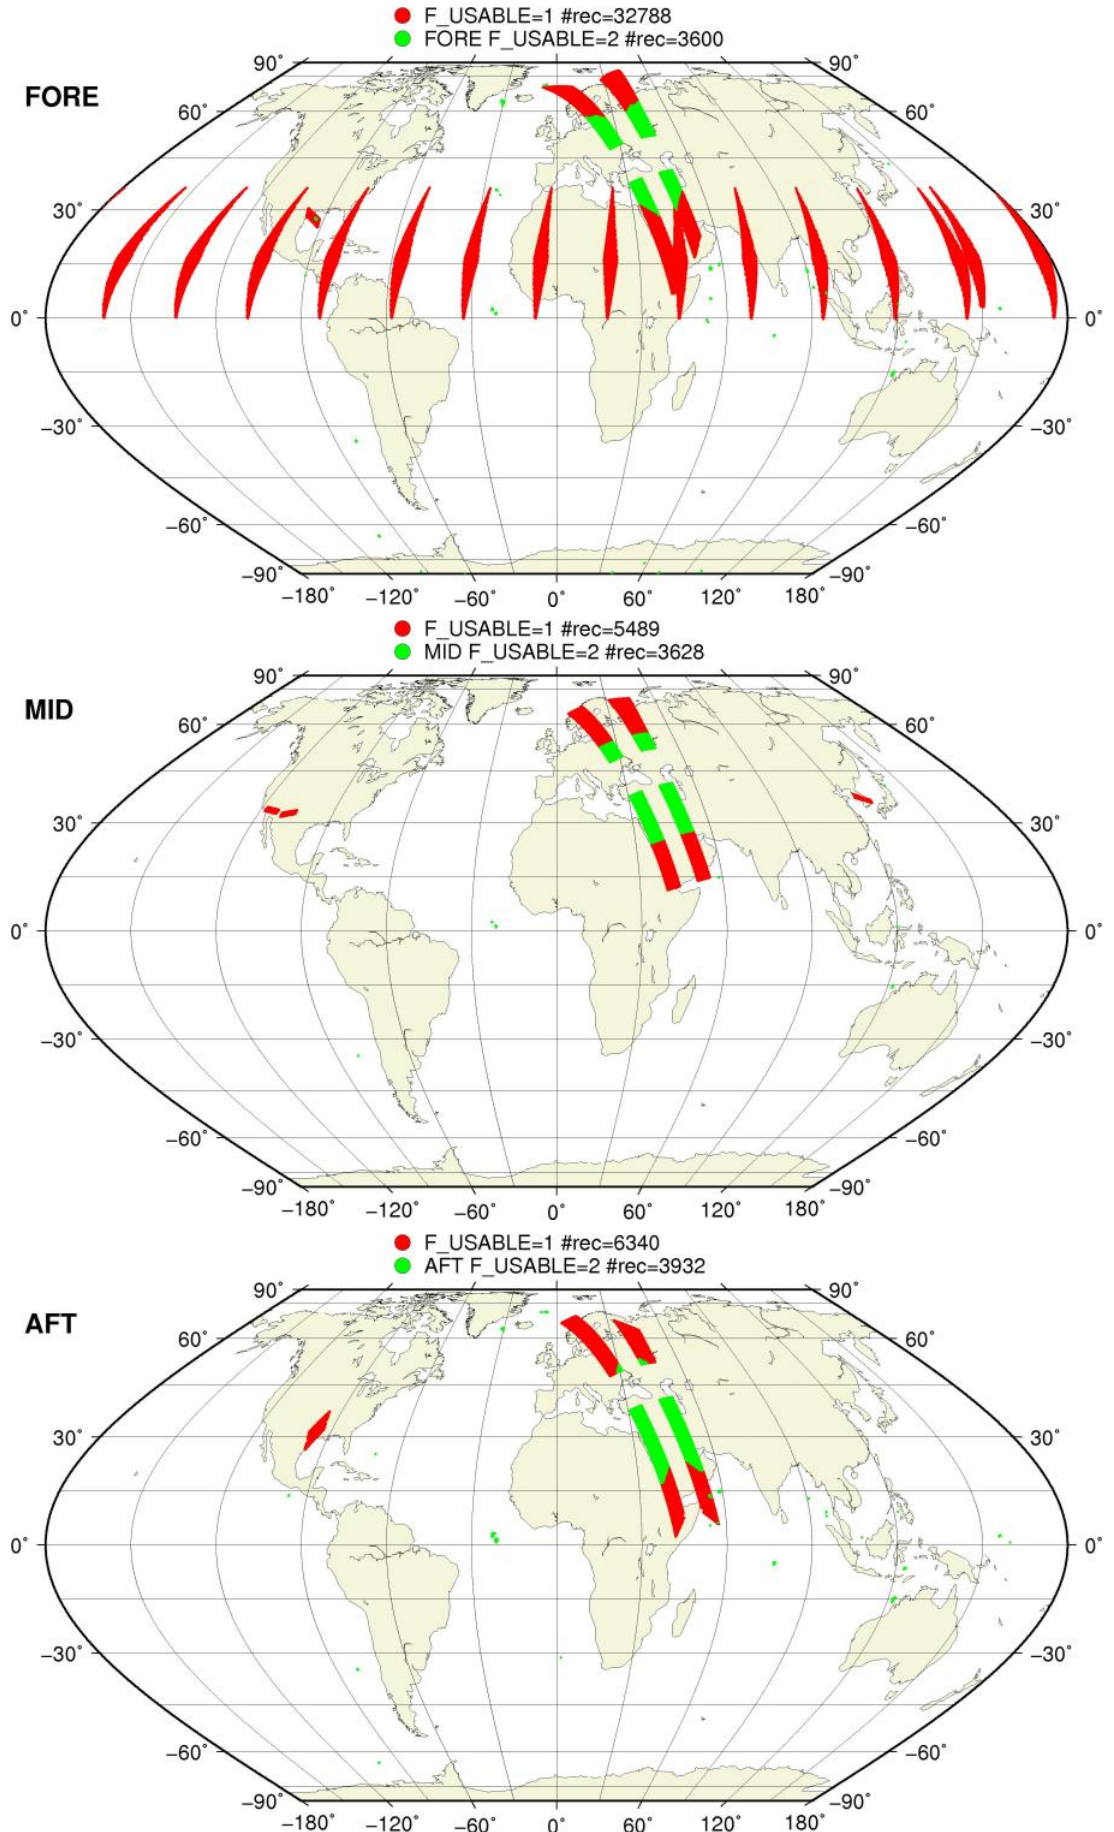 F_USABLE=1 #rec=32788
FORE F_USABLE=2 #rec=3600
FORE
90° 90°
60° 60°
30° 30°
0° 0°
−30° −30°
−60° −60°
−90° −90°
−180° −120° −60° 0° 60° 120° 180°
F_USABLE=1 #rec=5489
MID F_USABLE=2 #rec=3628
MID
90° 90°
60° 60°
30° 30°
0° 0°
−30° −30°
−60° −60°
−90° −90°
−180° −120° −60° 0° 60° 120° 180°
F_USABLE=1 #rec=6340
AFT F_USABLE=2 #rec=3932
AFT
90° 90°
60° 60°
30° 30°
0° 0°
−30° −30°
−60° −60°
−90° −90°
−180° −120° −60° 0° 60° 120° 180°